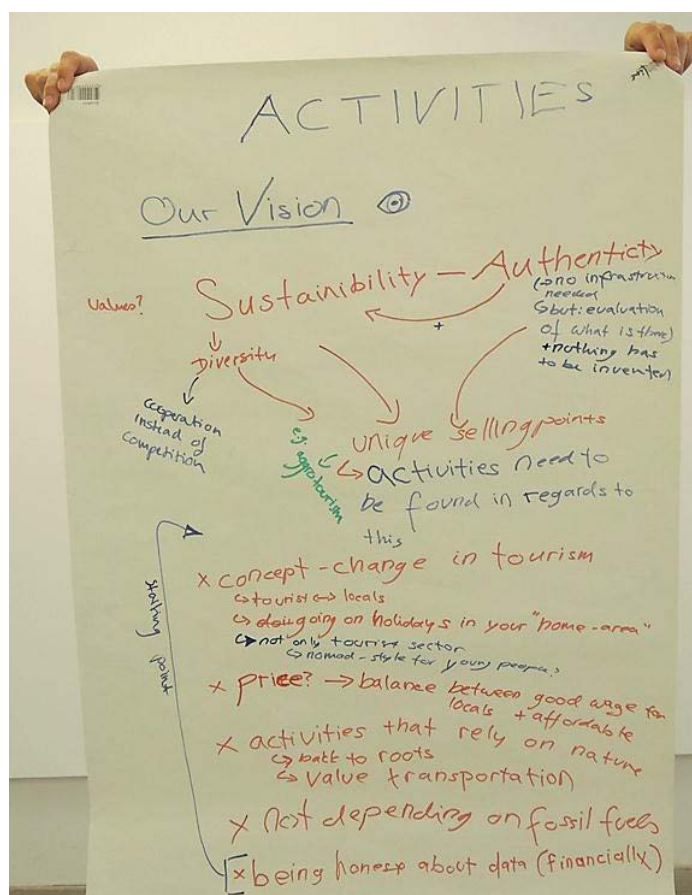 ACTIVITIES
Our Vision
Values?
Sustainibility — Authenticty
(↳ no infrastructure
needed
↳ but: evaluation
of what is there)
+ nothing has
to be invented
+
Diversity
cooperation
instead of
competition
e.g. aggrotourism
unique sellingpoints
↳ activities need to
be found in regards to
this
starting point
x concept-change in tourism
↳ tourist ↔ locals
↳ going on holidays in your "home-area"
↳ not only tourist sector
↳ nomad-style for young people
x price? → balance between good wage for
locals + affordable
x activities that rely on nature
↳ back to roots
↳ value transportation
x not depending on fossil fuels
x being honest about data (financially)